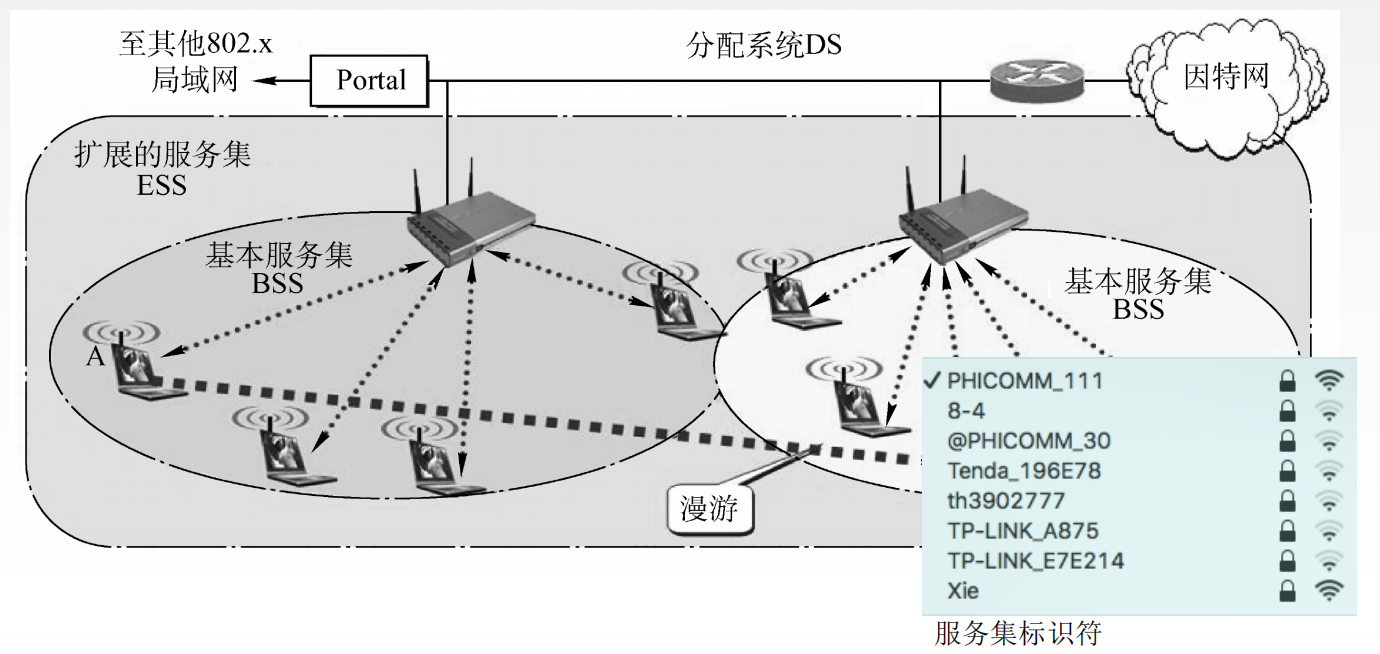 至其他802.x
局域网
Portal
分配系统DS
因特网
扩展的服务集
ESS
基本服务集
BSS
基本服务集
BSS
A
漫游
✓ PHICOMM_111
8-4
@PHICOMM_30
Tenda_196E78
th3902777
TP-LINK_A875
TP-LINK_E7E214
Xie
服务集标识符